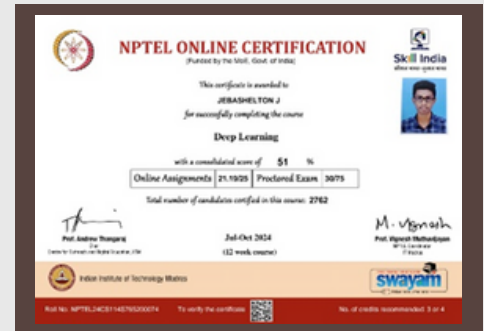 NPTEL ONLINE CERTIFICATION
(Funded by the MoE, Govt. of India)
Skill India
This certificate is awarded to
JEBASHELTON J
for successfully completing the course
Deep Learning
with a consolidated score of 51 %
Online Assignments 21.19/25 Proctored Exam 30/75
Total number of candidates certified in this course: 2762
Prof. Andrew Thangaraj
Jul-Oct 2024
(12 week course)
Prof. Vignesh Muthuvijayan
Indian Institute of Technology Madras
swayam
Roll No: To verify the certificate No. of credits recommended: 3 or 4